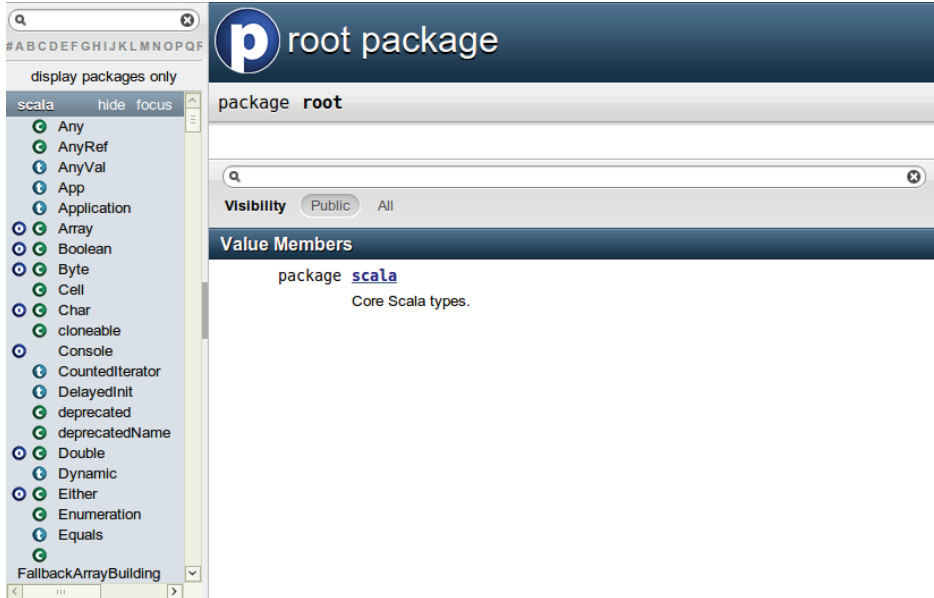 #ABCDEFGHIJKLMNOPQR
display packages only
scala hide focus
Any
AnyRef
AnyVal
App
Application
Array
Boolean
Byte
Cell
Char
cloneable
Console
CountedIterator
DelayedInit
deprecated
deprecatedName
Double
Dynamic
Either
Enumeration
Equals
FallbackArrayBuilding
p root package
package root
Visibility Public All
Value Members
package scala
Core Scala types.